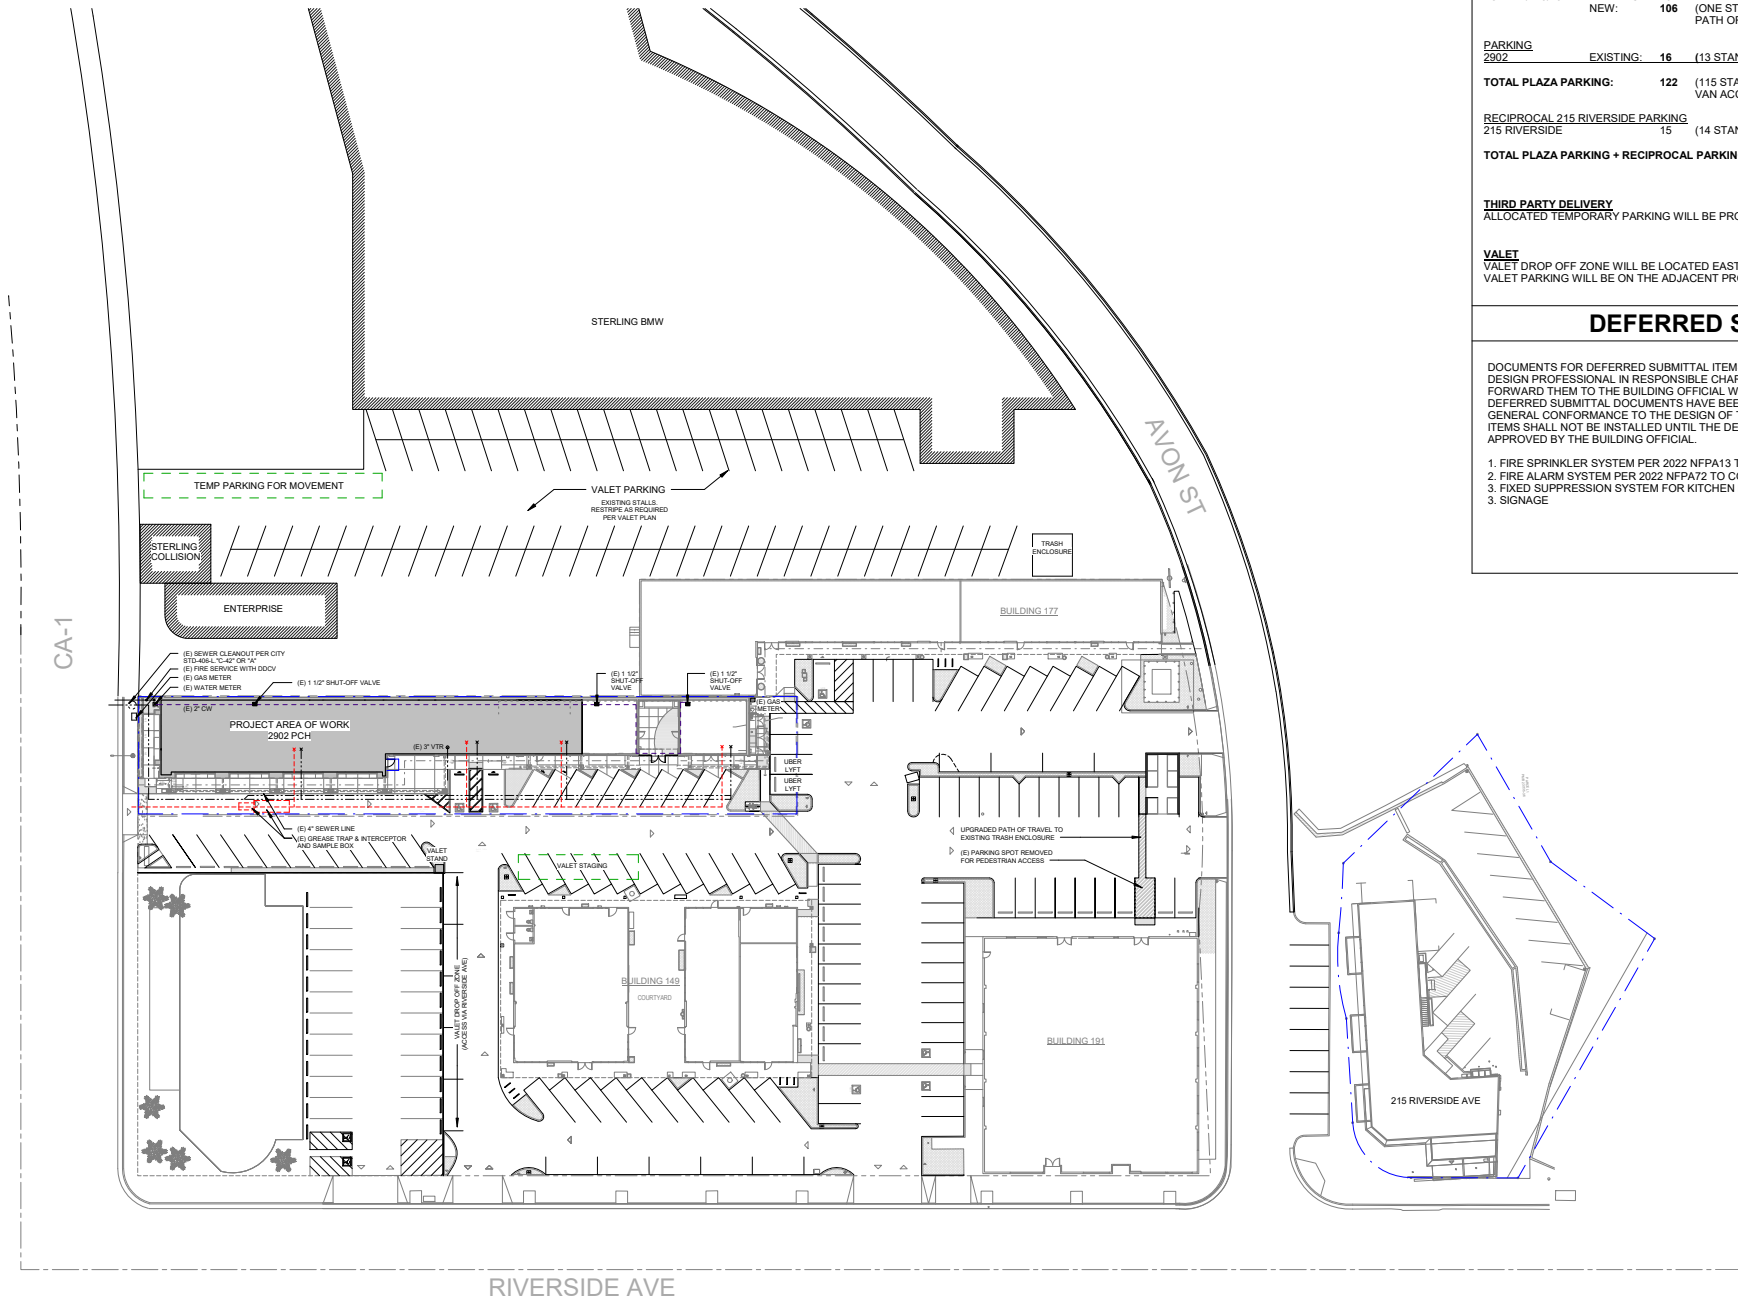 NEW: 106 (ONE ST
PATH OF
PARKING
2902 EXISTING: 16 (13 STAN
TOTAL PLAZA PARKING: 122 (115 STA
VAN ACC
RECIPROCAL 215 RIVERSIDE PARKING
215 RIVERSIDE 15 (14 STAN
TOTAL PLAZA PARKING + RECIPROCAL PARKIN
THIRD PARTY DELIVERY
ALLOCATED TEMPORARY PARKING WILL BE PRO
VALET
VALET DROP OFF ZONE WILL BE LOCATED EAST
VALET PARKING WILL BE ON THE ADJACENT PRO
DEFERRED S
DOCUMENTS FOR DEFERRED SUBMITTAL ITEM
DESIGN PROFESSIONAL IN RESPONSIBLE CHAR
FORWARD THEM TO THE BUILDING OFFICIAL W
DEFERRED SUBMITTAL DOCUMENTS HAVE BEE
GENERAL CONFORMANCE TO THE DESIGN OF T
ITEMS SHALL NOT BE INSTALLED UNTIL THE DE
APPROVED BY THE BUILDING OFFICIAL.
1. FIRE SPRINKLER SYSTEM PER 2022 NFPA13 T
2. FIRE ALARM SYSTEM PER 2022 NFPA72 TO CO
3. FIXED SUPPRESSION SYSTEM FOR KITCHEN
3. SIGNAGE
STERLING BMW
AVON ST
TEMP PARKING FOR MOVEMENT
VALET PARKING
EXISTING STALLS
RESTRIPE AS REQUIRED
PER VALET PLAN
STERLING
COLLISION
TRASH
ENCLOSURE
ENTERPRISE
BUILDING 177
CA-1
(E) SEWER CLEANOUT PER CITY
STD-406-L "C-42" OR "A"
(E) FIRE SERVICE WITH DDCV
(E) GAS METER
(E) WATER METER
(E) 1 1/2" SHUT-OFF VALVE
(E) 1 1/2"
SHUT-OFF
VALVE
(E) 1 1/2"
SHUT-OFF
VALVE
(E) GAS
METER
(E) 2" CW
PROJECT AREA OF WORK
2902 PCH
(E) 3" VTR
UBER
LYFT
UBER
LYFT
(E) 4" SEWER LINE
(E) GREASE TRAP & INTERCEPTOR
AND SAMPLE BOX
VALET
STAND
VALET STAGING
UPGRADED PATH OF TRAVEL TO
EXISTING TRASH ENCLOSURE
(E) PARKING SPOT REMOVED
FOR PEDESTRIAN ACCESS
VALET DROP OFF ZONE
(ACCESS VIA RIVERSIDE AVE)
BUILDING 149
COURTYARD
BUILDING 191
215 RIVERSIDE AVE
RIVERSIDE AVE